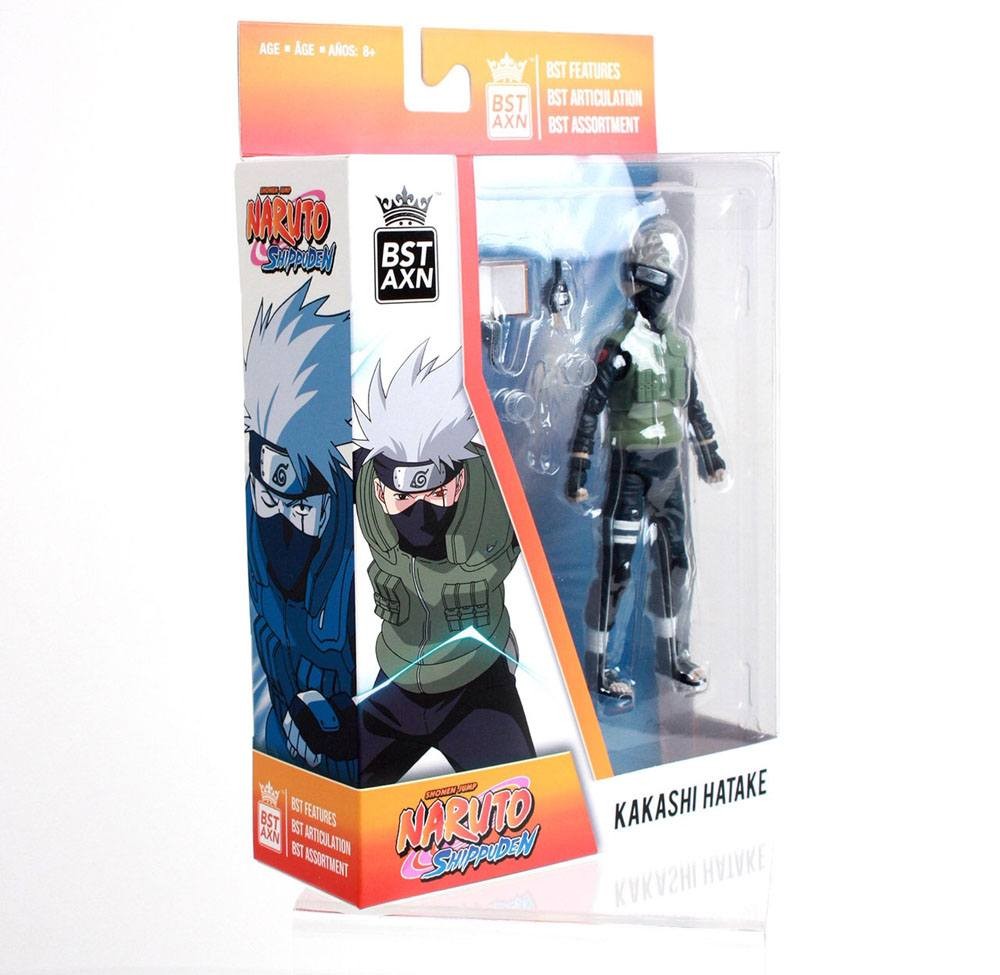 AGE ▪ ÂGE ▪ AÑOS: 8+
BST
AXN
BST FEATURES
BST ARTICULATION
BST ASSORTMENT
SHONEN JUMP
NARUTO
SHIPPUDEN
BST
AXN
BST
AXN
BST FEATURES
BST ARTICULATION
BST ASSORTMENT
SHONEN JUMP
NARUTO
SHIPPUDEN
KAKASHI HATAKE